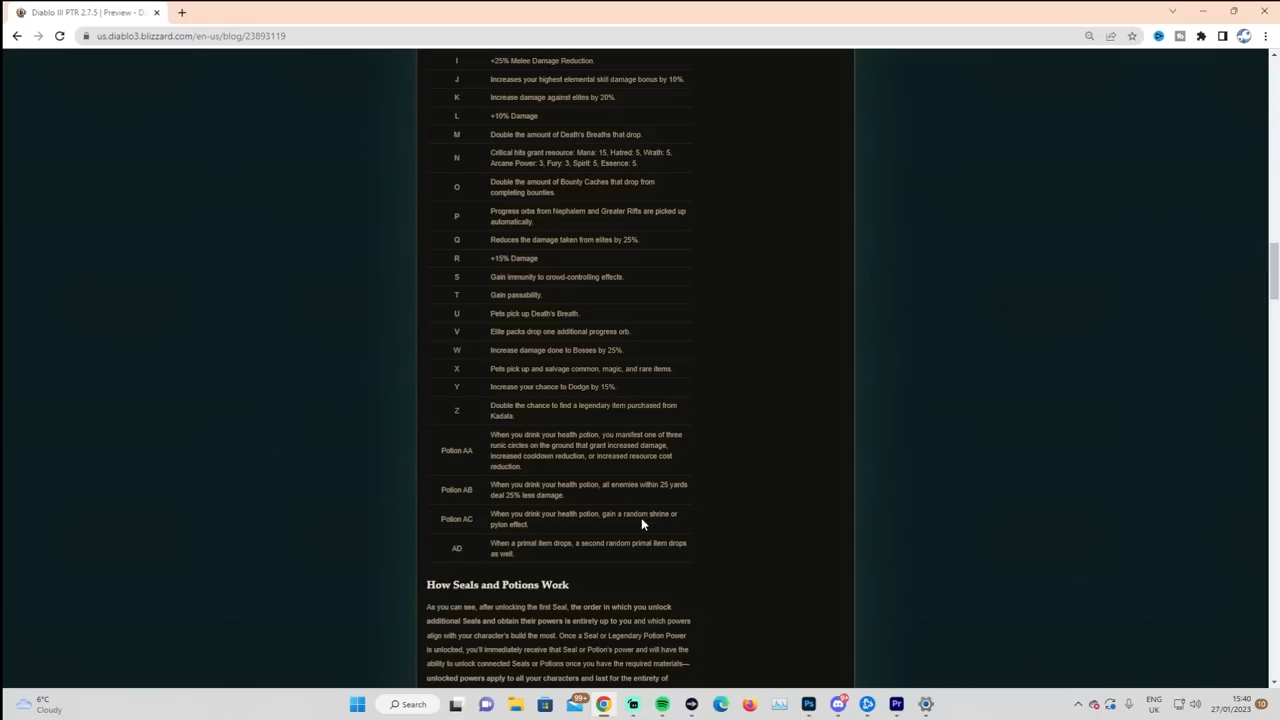 Diablo III PTR 2.7.5 | Preview - D
us.diablo3.blizzard.com/en-us/blog/23893119
I +25% Melee Damage Reduction.
J Increases your highest elemental skill damage bonus by 10%.
K Increase damage against elites by 20%.
L +10% Damage
M Double the amount of Death's Breaths that drop.
N Critical hits grant resource: Mana: 15, Hatred: 5, Wrath: 5,
Arcane Power: 3, Fury: 3, Spirit: 5, Essence: 5.
O Double the amount of Bounty Caches that drop from
completing bounties.
P Progress orbs from Nephalem and Greater Rifts are picked up
automatically.
Q Reduces the damage taken from elites by 25%.
R +15% Damage
S Gain immunity to crowd-controlling effects.
T Gain passability.
U Pets pick up Death's Breath.
V Elite packs drop one additional progress orb.
W Increase damage done to Bosses by 25%.
X Pets pick up and salvage common, magic, and rare items.
Y Increase your chance to Dodge by 15%.
Z Double the chance to find a legendary item purchased from
Kadala.
Potion AA When you drink your health potion, you manifest one of three
runic circles on the ground that grant increased damage,
increased cooldown reduction, or increased resource cost
reduction.
Potion AB When you drink your health potion, all enemies within 25 yards
deal 25% less damage.
Potion AC When you drink your health potion, gain a random shrine or
pylon effect.
AD When a primal item drops, a second random primal item drops
as well.
How Seals and Potions Work
As you can see, after unlocking the first Seal, the order in which you unlock
additional Seals and obtain their powers is entirely up to you and which powers
align with your character's build the most. Once a Seal or Legendary Potion Power
is unlocked, you'll immediately receive that Seal or Potion's power and will have the
ability to unlock connected Seals or Potions once you have the required materials—
unlocked powers apply to all your characters and last for the entirety of
6°C
Cloudy
Search
99+
ENG
UK
15:40
27/01/2023
10